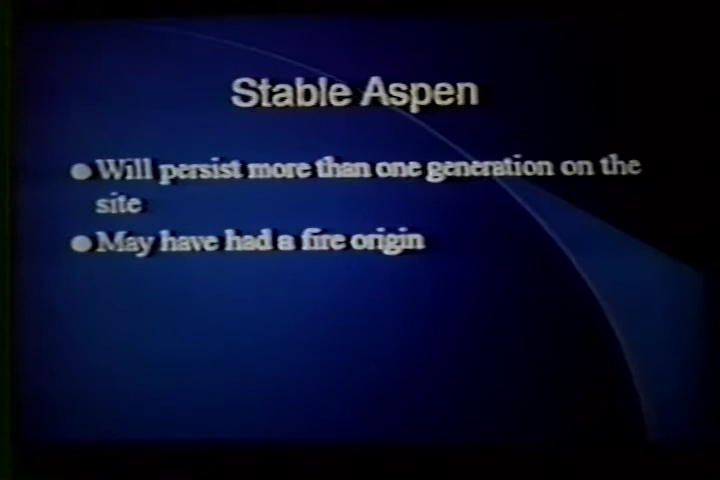 Stable Aspen
● Will persist more than one generation on the
site
● May have had a fire origin